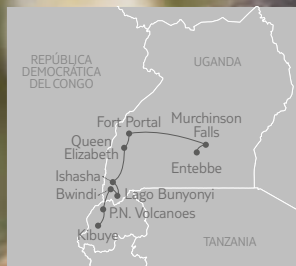 REPÚBLICA
DEMOCRÁTICA
DEL CONGO
UGANDA
Fort Portal
Murchinson
Falls
Queen
Elizabeth
Entebbe
Ishasha
Bwindi
Lago Bunyonyi
P.N. Volcanoes
Kibuye
TANZANIA